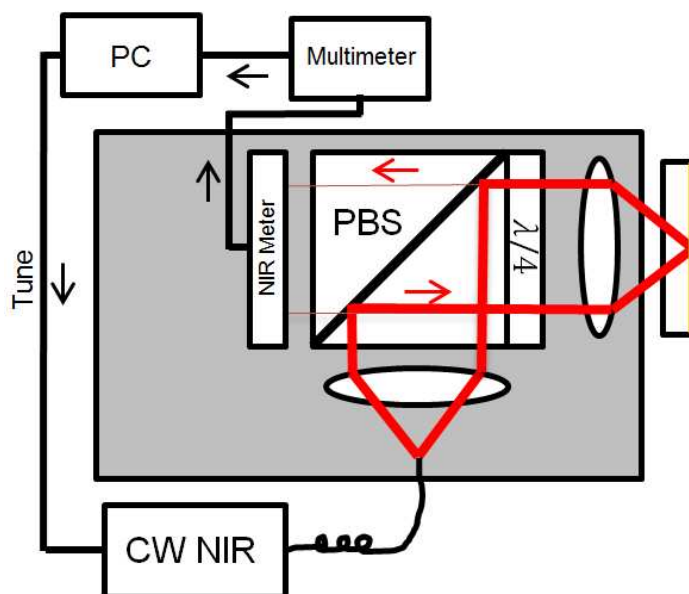 PC
Multimeter
NIR Meter
PBS
λ/4
Tune
CW NIR